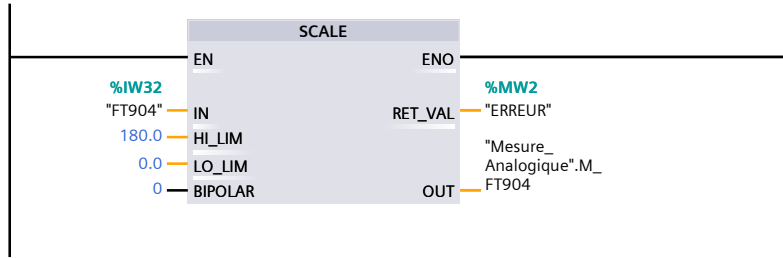 SCALE
EN ENO
%IW32 %MW2
"FT904" IN RET_VAL "ERREUR"
180.0 HI_LIM
"Mesure_
0.0 LO_LIM Analogique".M_
0 BIPOLAR OUT FT904